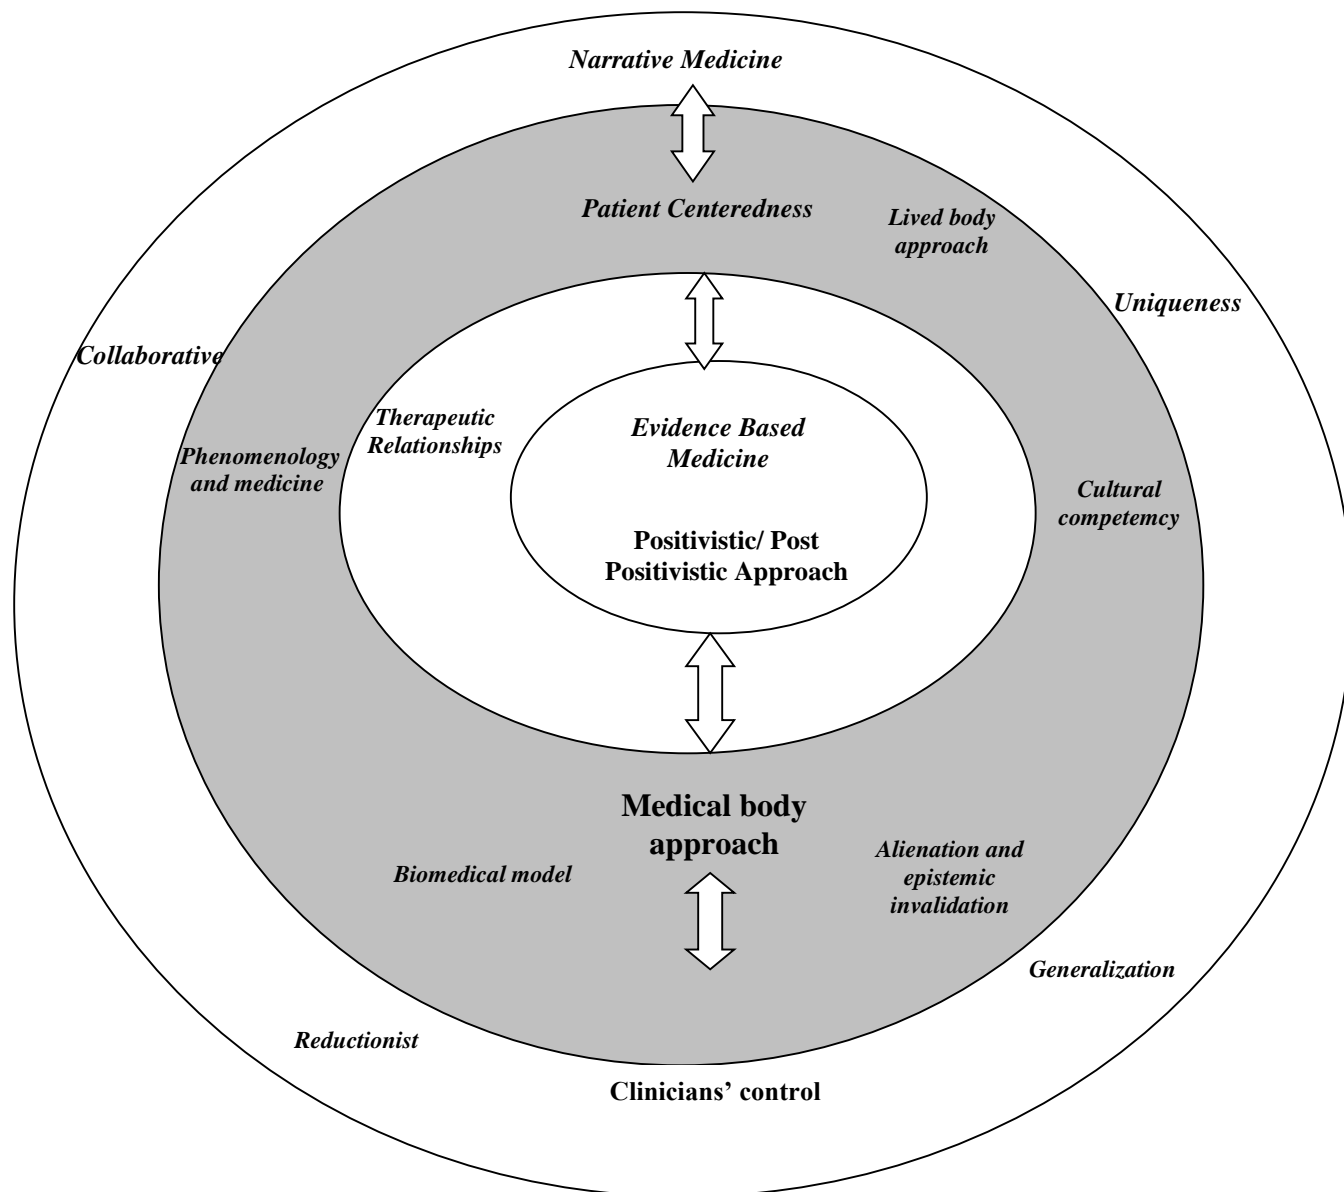 Narrative Medicine
Patient Centeredness
Lived body
approach
Uniqueness
Collaborative
Therapeutic
Relationships
Evidence Based
Medicine
Phenomenology
and medicine
Cultural
competemcy
Positivistic/ Post
Positivistic Approach
Medical body
approach
Biomedical model
Alienation and
epistemic
invalidation
Generalization
Reductionist
Clinicians’ control